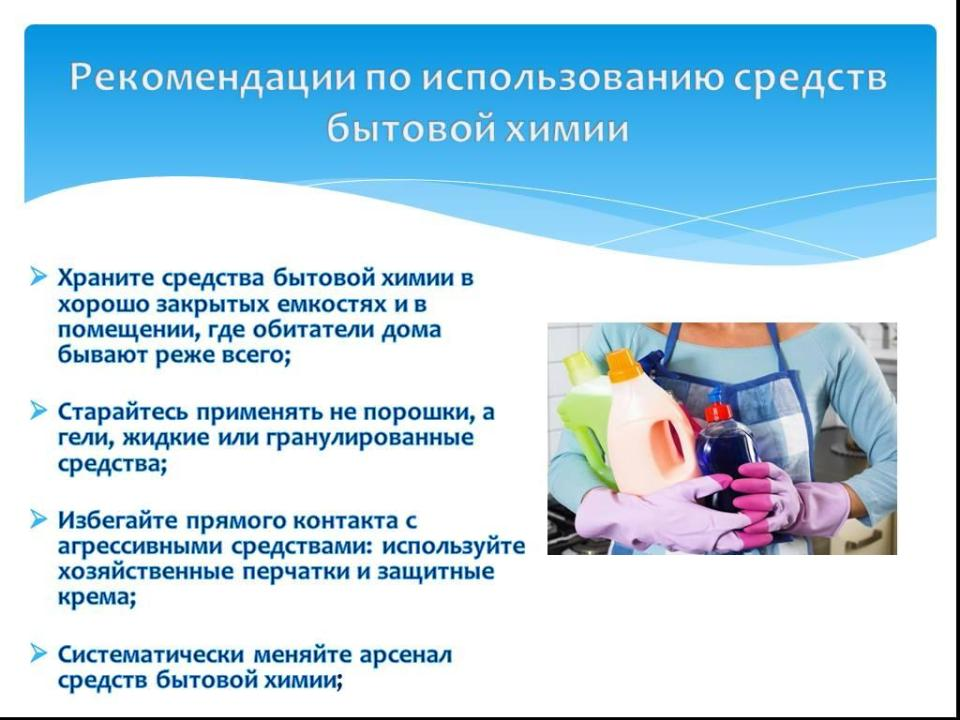 Рекомендации по использованию средств
бытовой химии
Храните средства бытовой химии в
хорошо закрытых емкостях и в
помещении, где обитатели дома
бывают реже всего;
Старайтесь применять не порошки, а
гели, жидкие или гранулированные
средства;
Избегайте прямого контакта с
агрессивными средствами: используйте
хозяйственные перчатки и защитные
крема;
Систематически меняйте арсенал
средств бытовой химии;